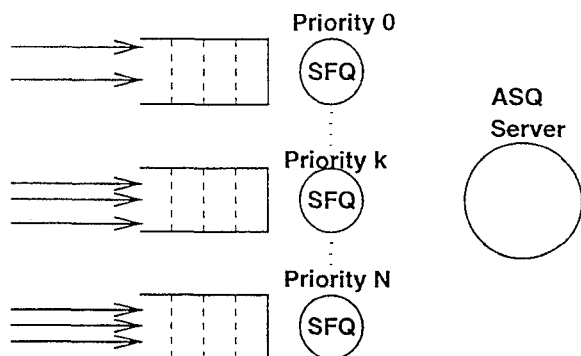 Priority 0
SFQ
ASQ
Server
Priority k
SFQ
Priority N
SFQ